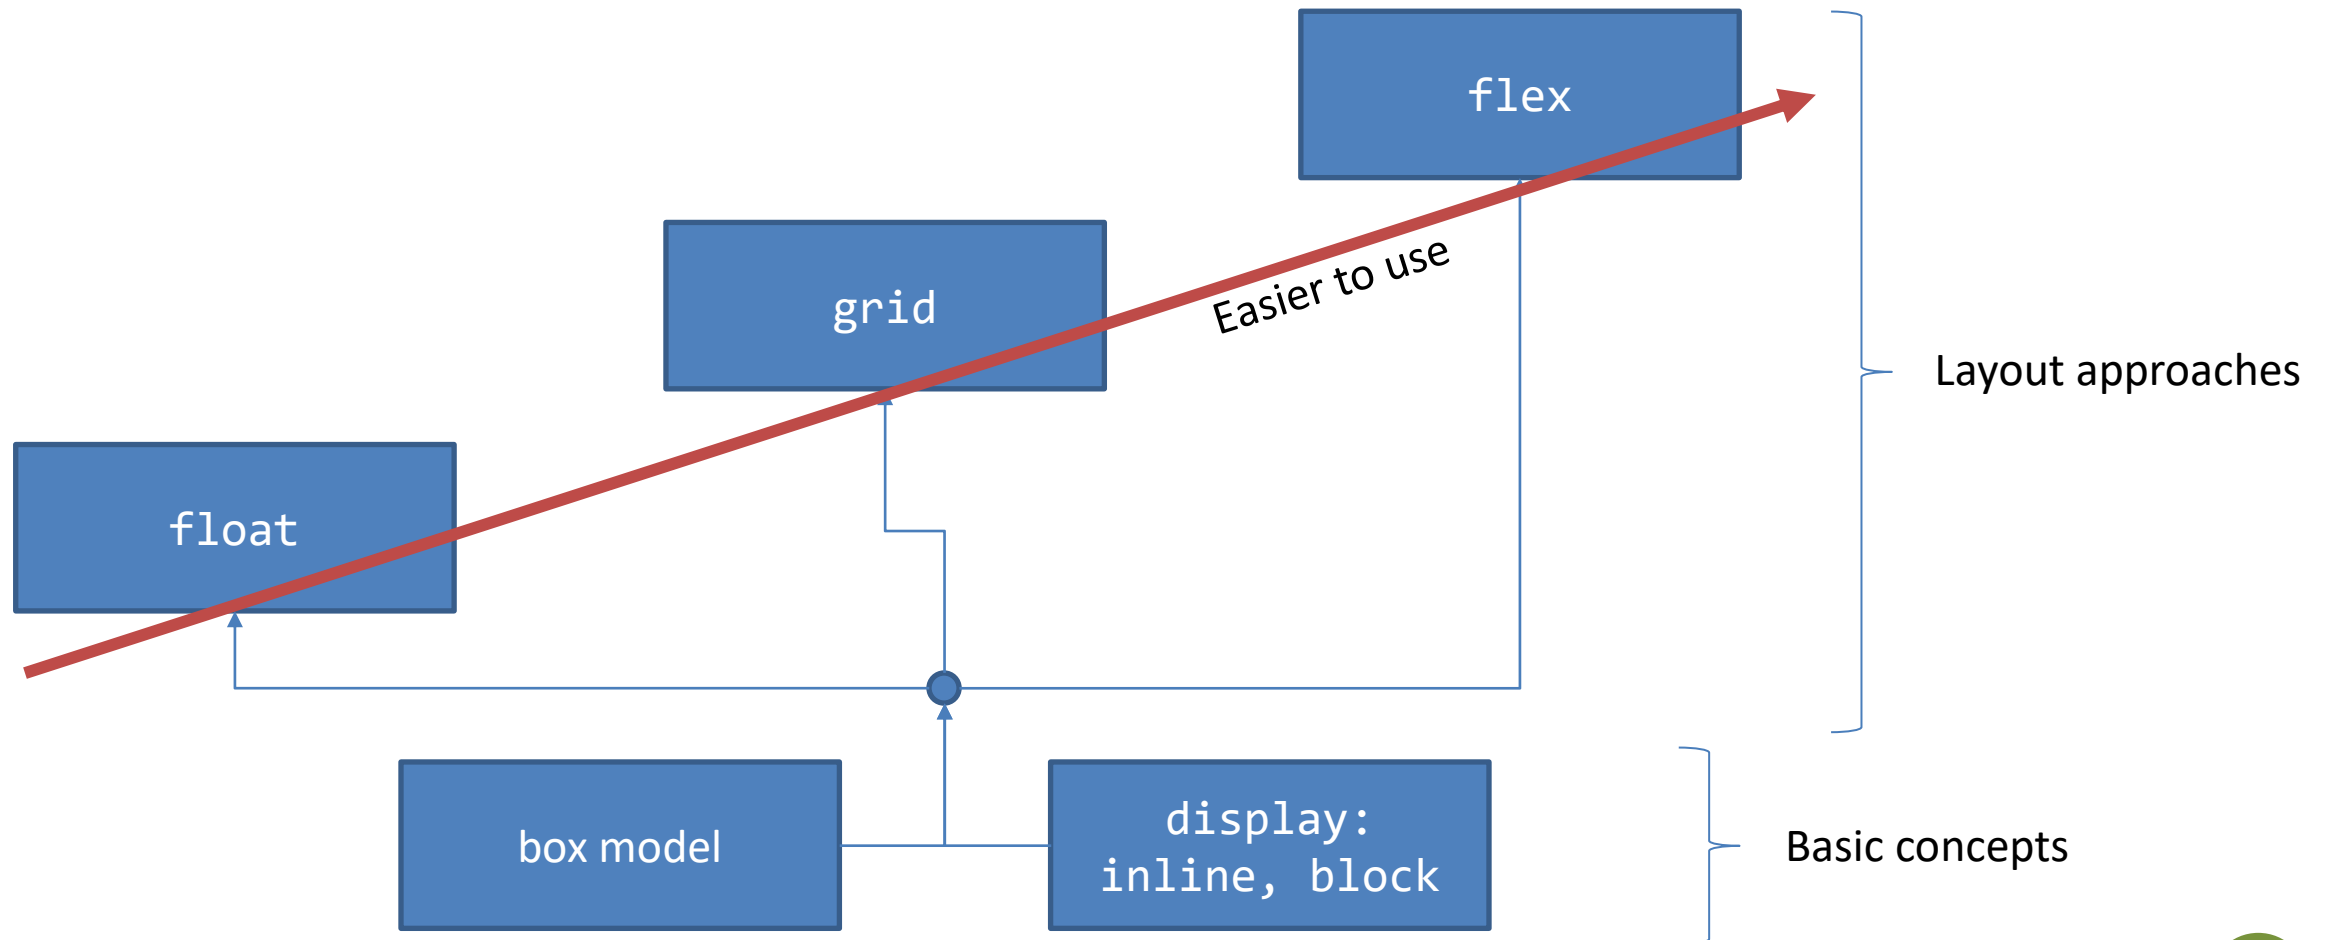 flex
grid
Easier to use
Layout approaches
float
box model
display:
inline, block
Basic concepts